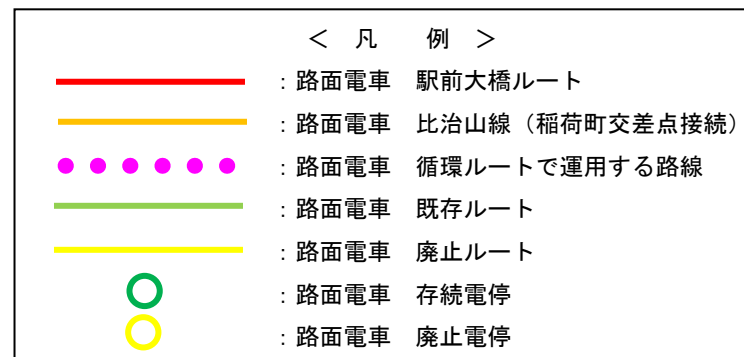 ＜　凡　　例　＞
：路面電車　駅前大橋ルート
：路面電車　比治山線（稲荷町交差点接続）
：路面電車　循環ルートで運用する路線
：路面電車　既存ルート
：路面電車　廃止ルート
：路面電車　存続電停
：路面電車　廃止電停